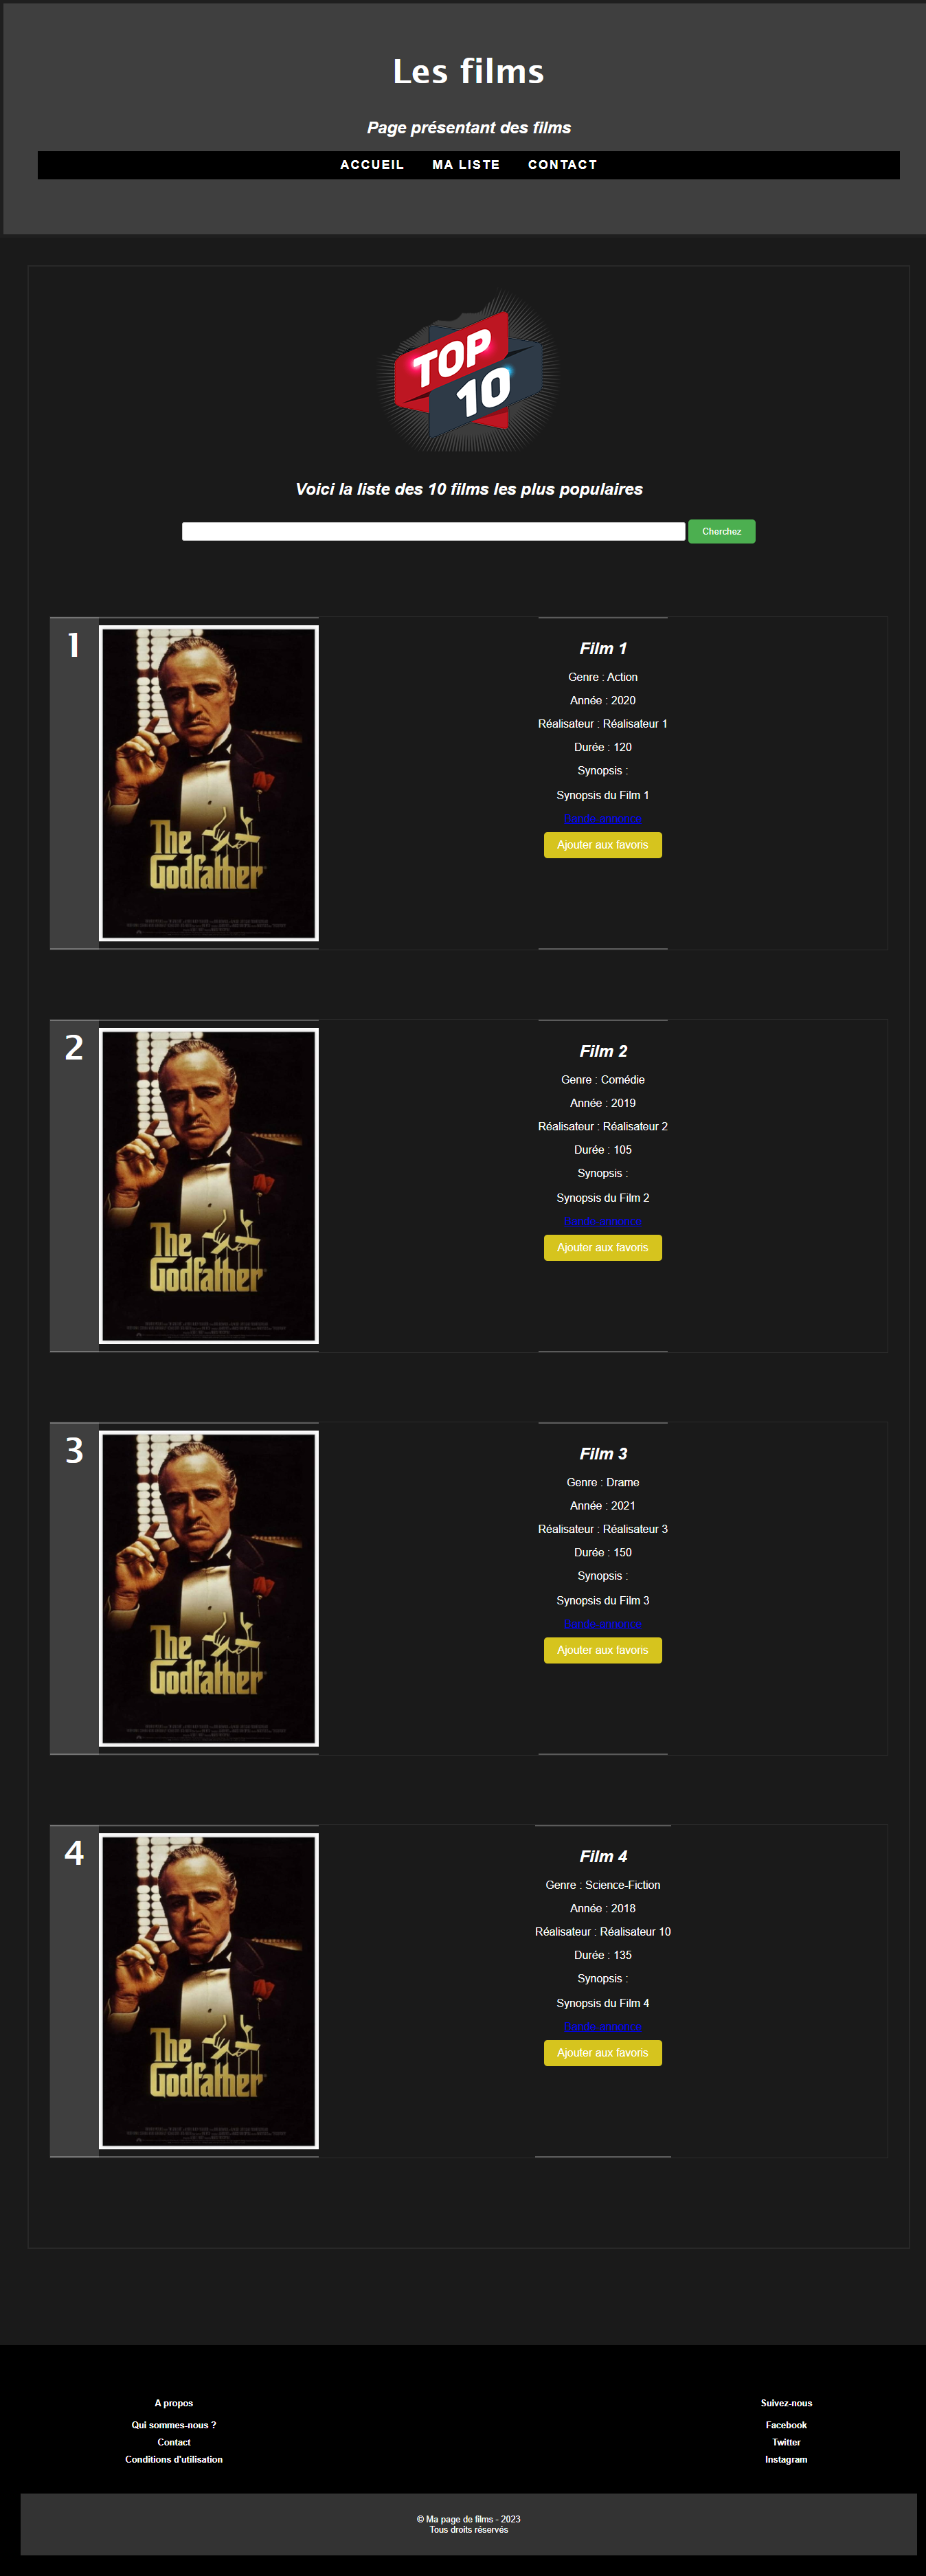 Les films
Page présentant des films
ACCUEIL MA LISTE CONTACT
TOP
10
Voici la liste des 10 films les plus populaires
Cherchez
1
Film 1
Genre : Action
Année : 2020
Réalisateur : Réalisateur 1
Durée : 120
Synopsis :
Synopsis du Film 1
Bande-annonce
Ajouter aux favoris
The
Godfather
2
Film 2
Genre : Comédie
Année : 2019
Réalisateur : Réalisateur 2
Durée : 105
Synopsis :
Synopsis du Film 2
Bande-annonce
Ajouter aux favoris
The
Godfather
3
Film 3
Genre : Drame
Année : 2021
Réalisateur : Réalisateur 3
Durée : 150
Synopsis :
Synopsis du Film 3
Bande-annonce
Ajouter aux favoris
The
Godfather
4
Film 4
Genre : Science-Fiction
Année : 2018
Réalisateur : Réalisateur 10
Durée : 135
Synopsis :
Synopsis du Film 4
Bande-annonce
Ajouter aux favoris
The
Godfather
A propos
Qui sommes-nous ?
Contact
Conditions d'utilisation
Suivez-nous
Facebook
Twitter
Instagram
© Ma page de films - 2023
Tous droits réservés